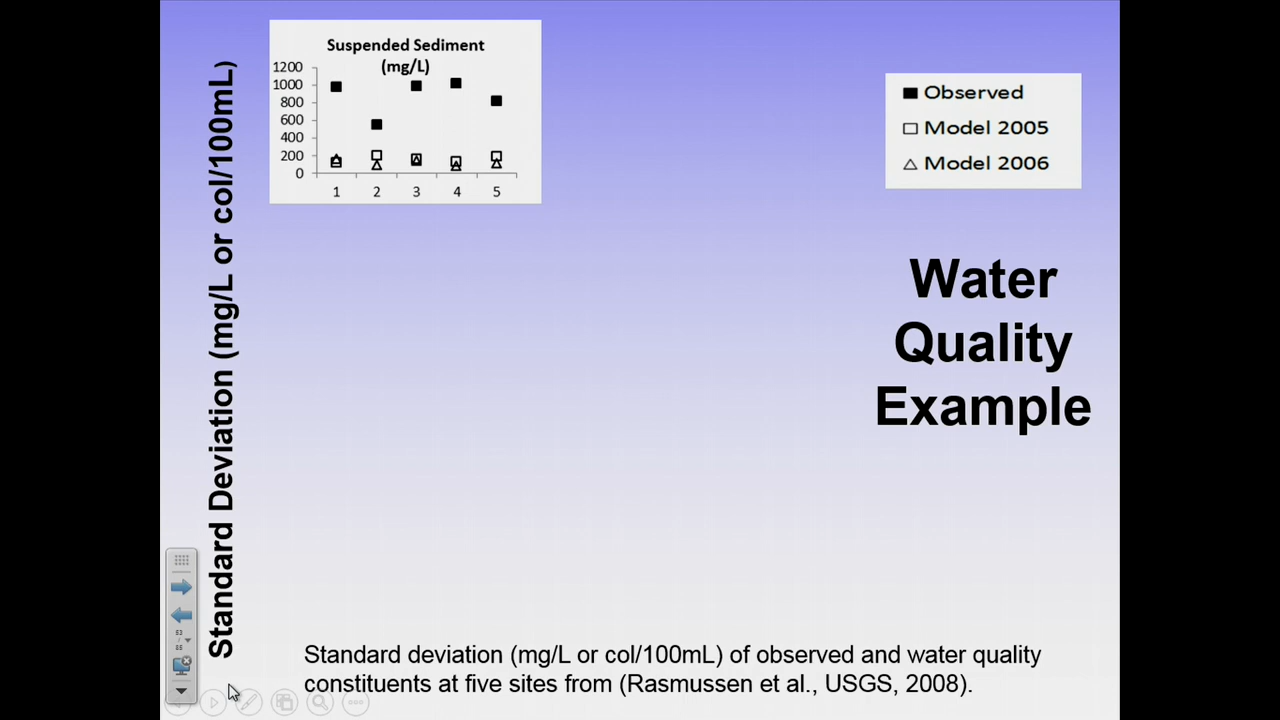 Suspended Sediment
(mg/L)
1200
1000
800
600
400
200
0
1 2 3 4 5
Standard Deviation (mg/L or col/100mL)
Observed
Model 2005
Model 2006
Water
Quality
Example
53
/
85
Standard deviation (mg/L or col/100mL) of observed and water quality
constituents at five sites from (Rasmussen et al., USGS, 2008).